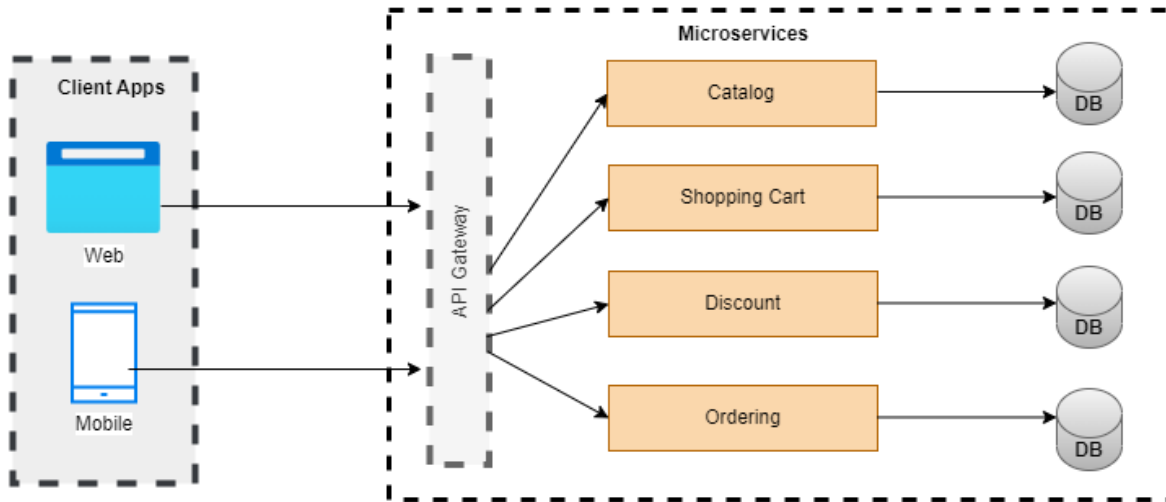 Client Apps
Web
Mobile
API Gateway
Microservices
Catalog
DB
Shopping Cart
DB
Discount
DB
Ordering
DB